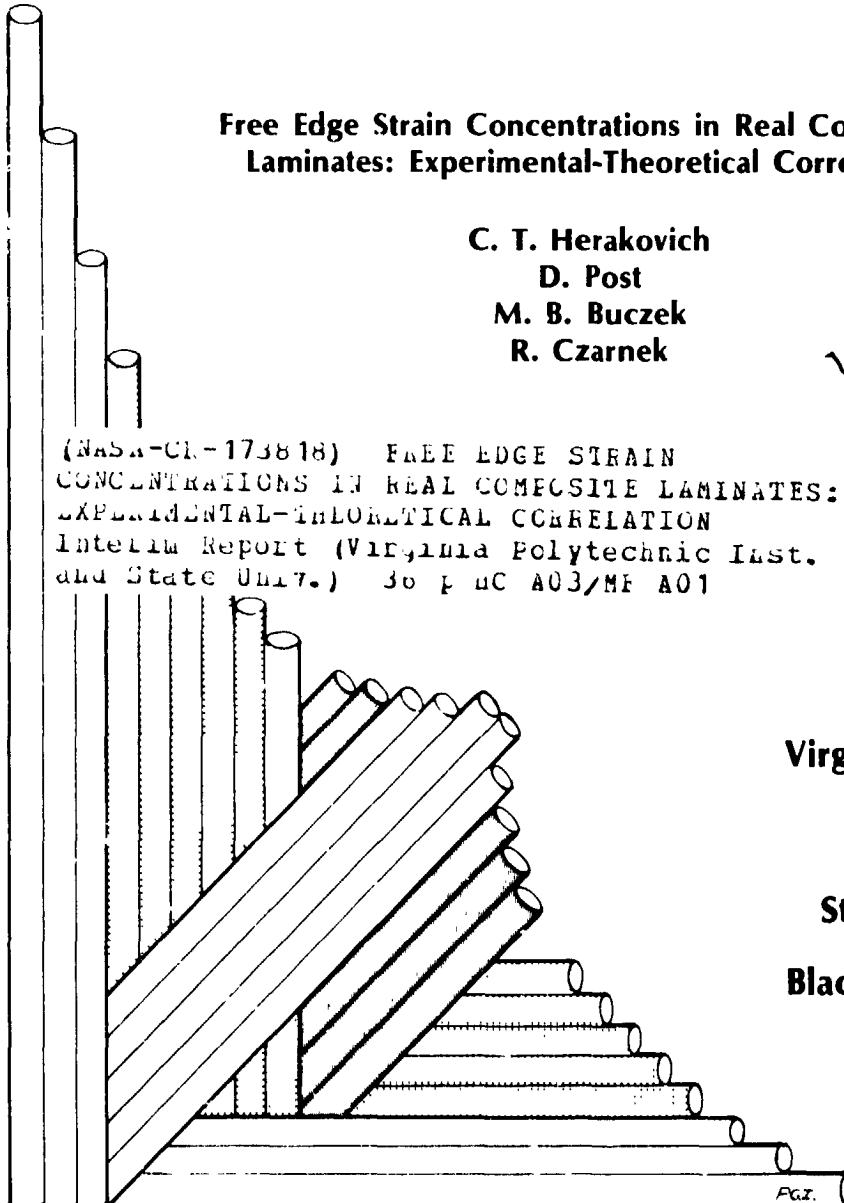 Free Edge Strain Concentrations in Real Co
Laminates: Experimental-Theoretical Corre
C. T. Herakovich
D. Post
M. B. Buczek
R. Czarnek
(NASA-CR-173818) FREE EDGE STRAIN
CONCENTRATIONS IN REAL COMPOSITE LAMINATES:
EXPERIMENTAL-THEORETICAL CORRELATION
Interim Report (Virginia Polytechnic Inst.
and State Univ.) 36 p HC A03/MF A01
Virg
St
Blac